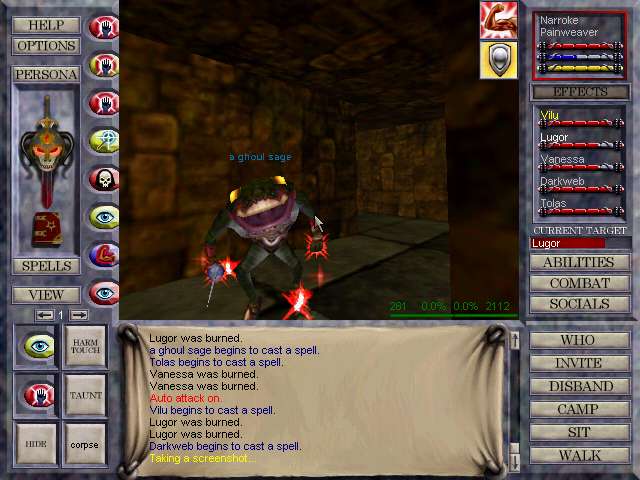 HELP
OPTIONS
PERSONA
SPELLS
VIEW
1
HARM
TOUCH
TAUNT
HIDE
corpse
a ghoul sage
261 0.0% 0.0% 2112
Lugor was burned.
a ghoul sage begins to cast a spell.
Tolas begins to cast a spell.
Vanessa was burned.
Vanessa was burned.
Auto attack on.
Vilu begins to cast a spell.
Lugor was burned.
Lugor was burned.
Darkweb begins to cast a spell.
Taking a screenshot...
Narroke
Painweaver
EFFECTS
Vilu
Lugor
Vanessa
Darkweb
Tolas
CURRENT TARGET
Lugor
ABILITIES
COMBAT
SOCIALS
WHO
INVITE
DISBAND
CAMP
SIT
WALK